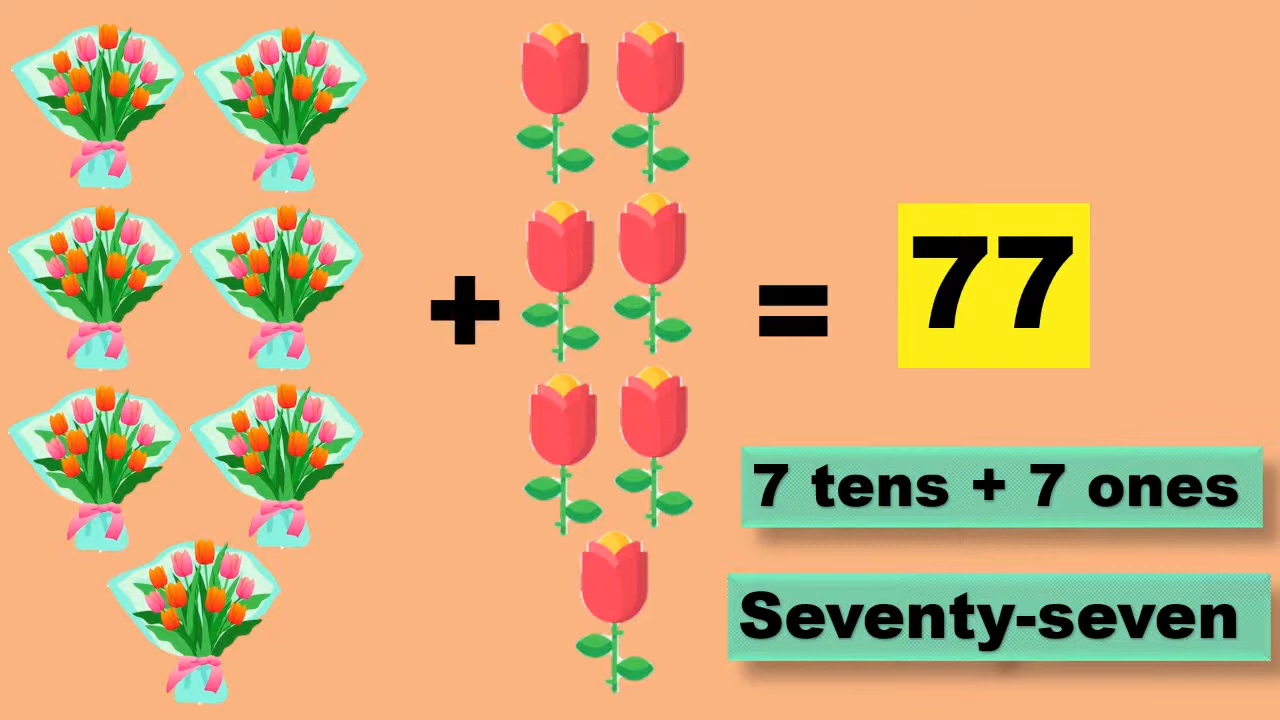 + = 77
7 tens + 7 ones
Seventy-seven